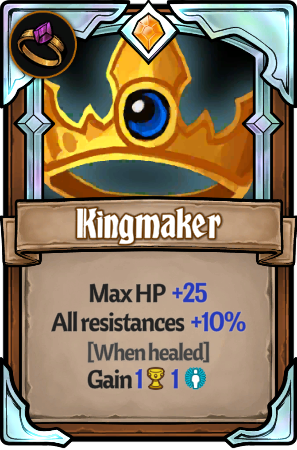 Kingmaker
Max HP +25
All resistances +10%
[When healed]
Gain 1 1